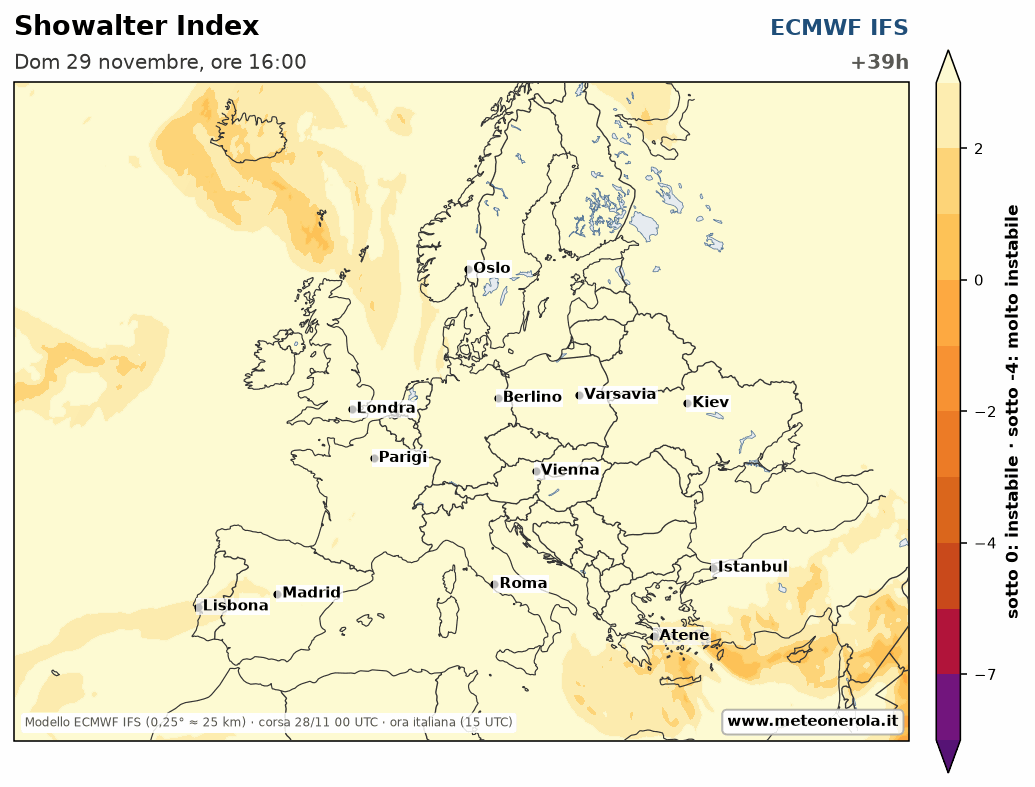 Showalter Index
ECMWF IFS
Dom 29 novembre, ore 16:00
+39h
Oslo
Berlino
Varsavia
Kiev
Londra
Parigi
Vienna
Istanbul
Roma
Madrid
Lisbona
Atene
Modello ECMWF IFS (0,25° ≈ 25 km) · corsa 28/11 00 UTC · ora italiana (15 UTC)
www.meteonerola.it
2
0
−2
−4
−7
sotto 0: instabile · sotto -4: molto instabile